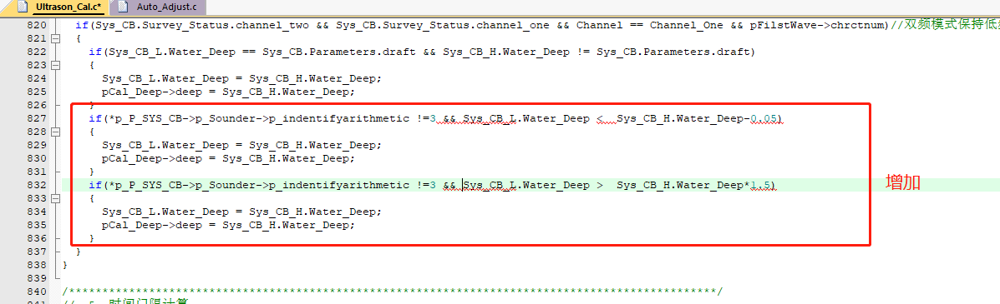 Ultrason_Cal.c* Auto_Adjust.c
820 if(Sys_CB.Survey_Status.channel_two && Sys_CB.Survey_Status.channel_one && Channel == Channel_One && pFilstWave->chrctnum)//双频模式保持低
821 {
822 if(Sys_CB_L.Water_Deep == Sys_CB.Parameters.draft && Sys_CB_H.Water_Deep != Sys_CB.Parameters.draft)
823 {
824 Sys_CB_L.Water_Deep = Sys_CB_H.Water_Deep;
825 pCal_Deep->deep = Sys_CB_H.Water_Deep;
826 }
827 if(*p_P_SYS_CB->p_Sounder->p_indentifyarithmetic !=3 && Sys_CB_L.Water_Deep < Sys_CB_H.Water_Deep-0.05)
828 {
829 Sys_CB_L.Water_Deep = Sys_CB_H.Water_Deep;
830 pCal_Deep->deep = Sys_CB_H.Water_Deep;
831 }
832 if(*p_P_SYS_CB->p_Sounder->p_indentifyarithmetic !=3 && Sys_CB_L.Water_Deep > Sys_CB_H.Water_Deep*1.5)
增加
833 {
834 Sys_CB_L.Water_Deep = Sys_CB_H.Water_Deep;
835 pCal_Deep->deep = Sys_CB_H.Water_Deep;
836 }
837 }
838 }
839
840 /*************************************************************************************************/